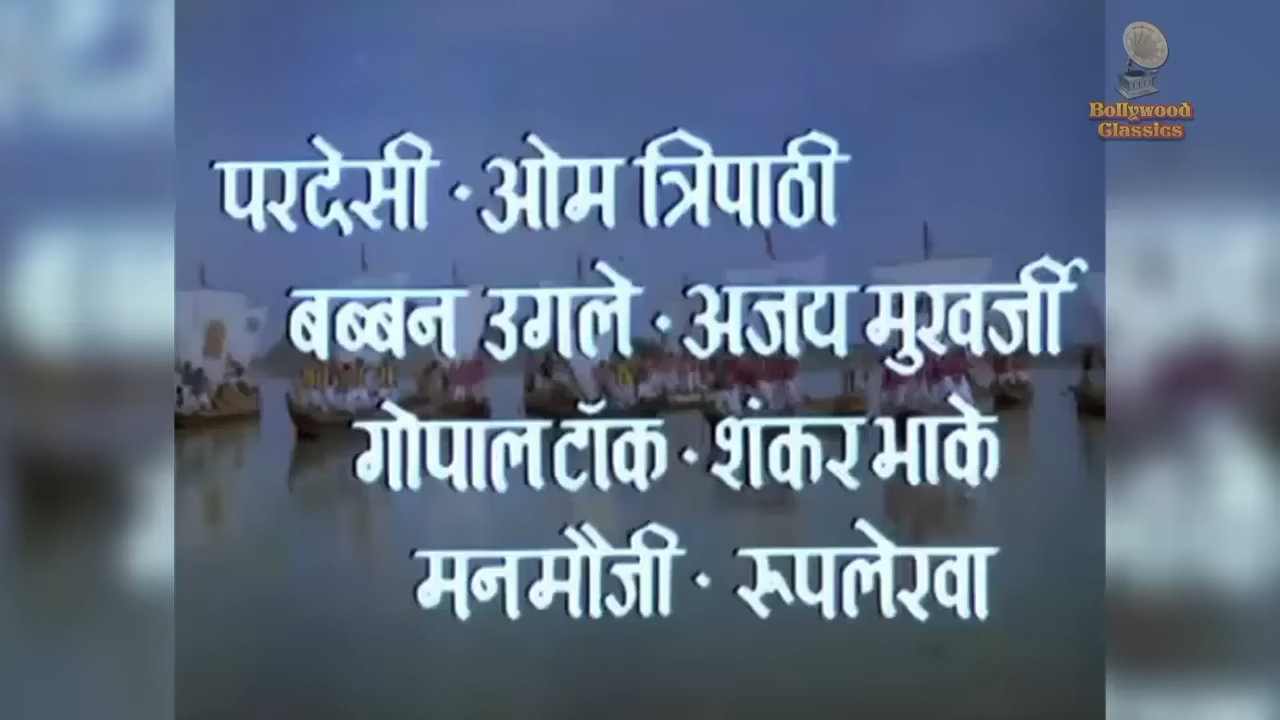 Bollywood
Classics
परदेसी · ओम त्रिपाठी
बब्बन उगले · अजय मुखर्जी
गोपाल टॉक · शंकर भाके
मनमौजी · रूपलेखा